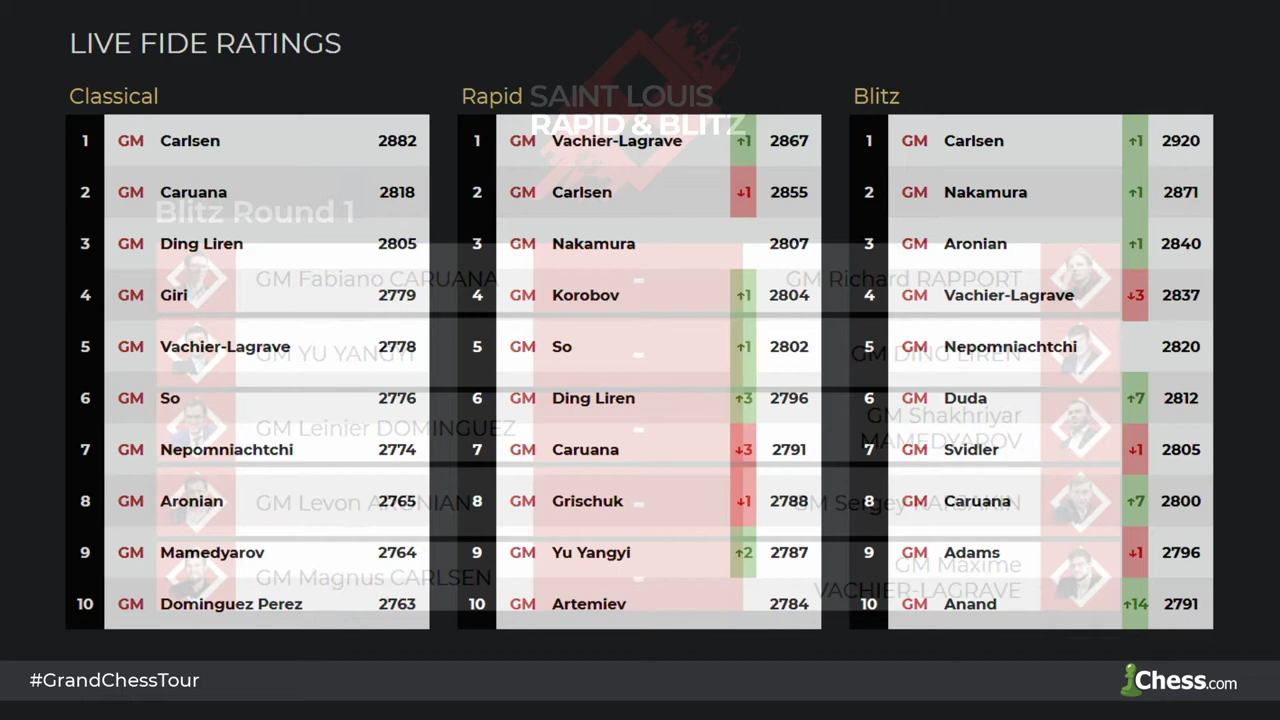 LIVE FIDE RATINGS
Classical
1 GM Carlsen 2882
2 GM Caruana 2818
3 GM Ding Liren 2805
4 GM Giri 2779
5 GM Vachier-Lagrave 2778
6 GM So 2776
7 GM Nepomniachtchi 2774
8 GM Aronian 2765
9 GM Mamedyarov 2764
10 GM Dominguez Perez 2763
Rapid
1 GM Vachier-Lagrave ↑1 2867
2 GM Carlsen ↓1 2855
3 GM Nakamura 2807
4 GM Korobov ↑1 2804
5 GM So ↑1 2802
6 GM Ding Liren ↑3 2796
7 GM Caruana ↓3 2791
8 GM Grischuk ↓1 2788
9 GM Yu Yangyi ↑2 2787
10 GM Artemiev 2784
Blitz
1 GM Carlsen ↑1 2920
2 GM Nakamura ↑1 2871
3 GM Aronian ↑1 2840
4 GM Vachier-Lagrave ↓3 2837
5 GM Nepomniachtchi 2820
6 GM Duda ↑7 2812
7 GM Svidler ↓1 2805
8 GM Caruana ↑7 2800
9 GM Adams ↓1 2796
10 GM Anand ↑14 2791
SAINT LOUIS
RAPID & BLITZ
Blitz Round 1
GM Fabiano CARUANA - GM Richard RAPPORT
GM YU YANGYI - GM DING LIREN
GM Leinier DOMINGUEZ - GM Shakhriyar
MAMEDYAROV
GM Levon ARONIAN - GM Sergey KARJAKIN
GM Magnus CARLSEN - GM Maxime
VACHIER-LAGRAVE
#GrandChessTour
iChess.com